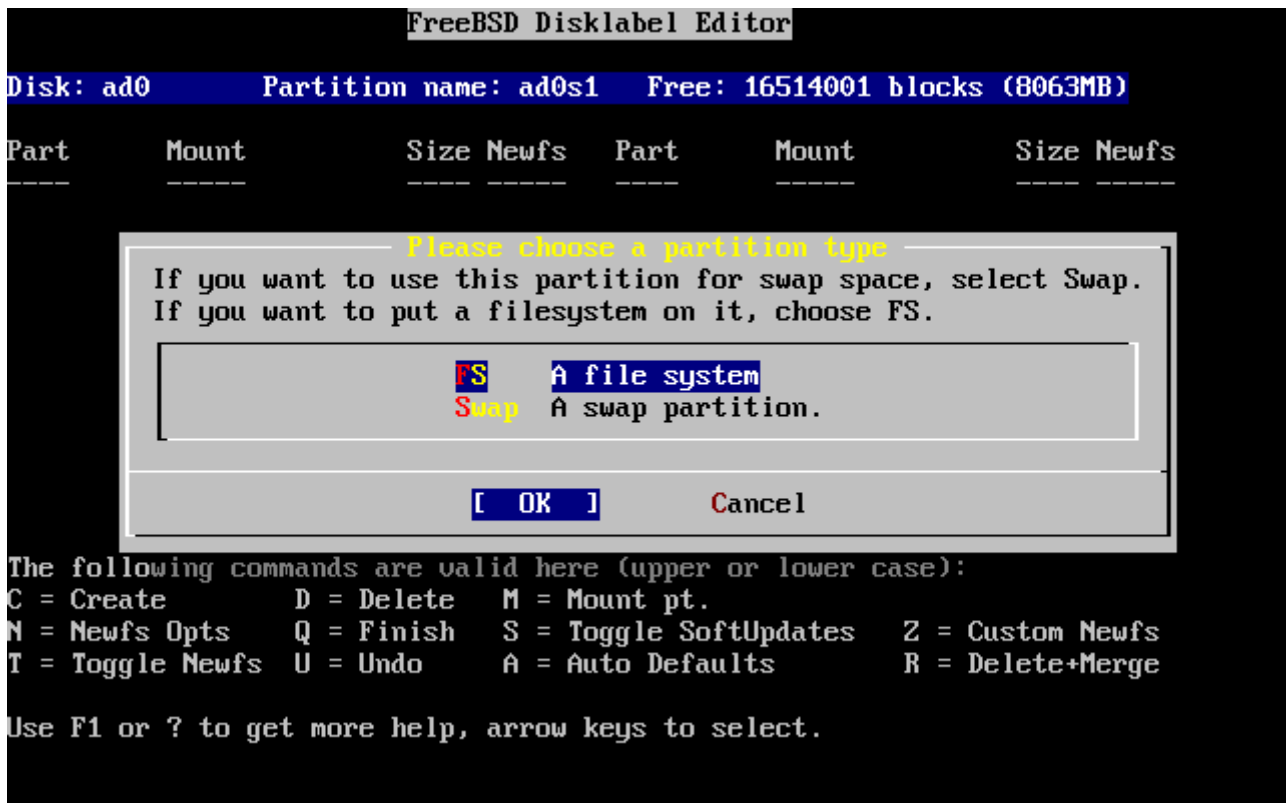 FreeBSD Disklabel Editor
Disk: ad0 Partition name: ad0s1 Free: 16514001 blocks (8063MB)
Part Mount Size Newfs Part Mount Size Newfs
---- ----- ---- ----- ---- ----- ---- -----
Please choose a partition type
If you want to use this partition for swap space, select Swap.
If you want to put a filesystem on it, choose FS.
FS A file system
Swap A swap partition.
[ OK ] Cancel
The following commands are valid here (upper or lower case):
C = Create D = Delete M = Mount pt.
N = Newfs Opts Q = Finish S = Toggle SoftUpdates Z = Custom Newfs
T = Toggle Newfs U = Undo A = Auto Defaults R = Delete+Merge
Use F1 or ? to get more help, arrow keys to select.